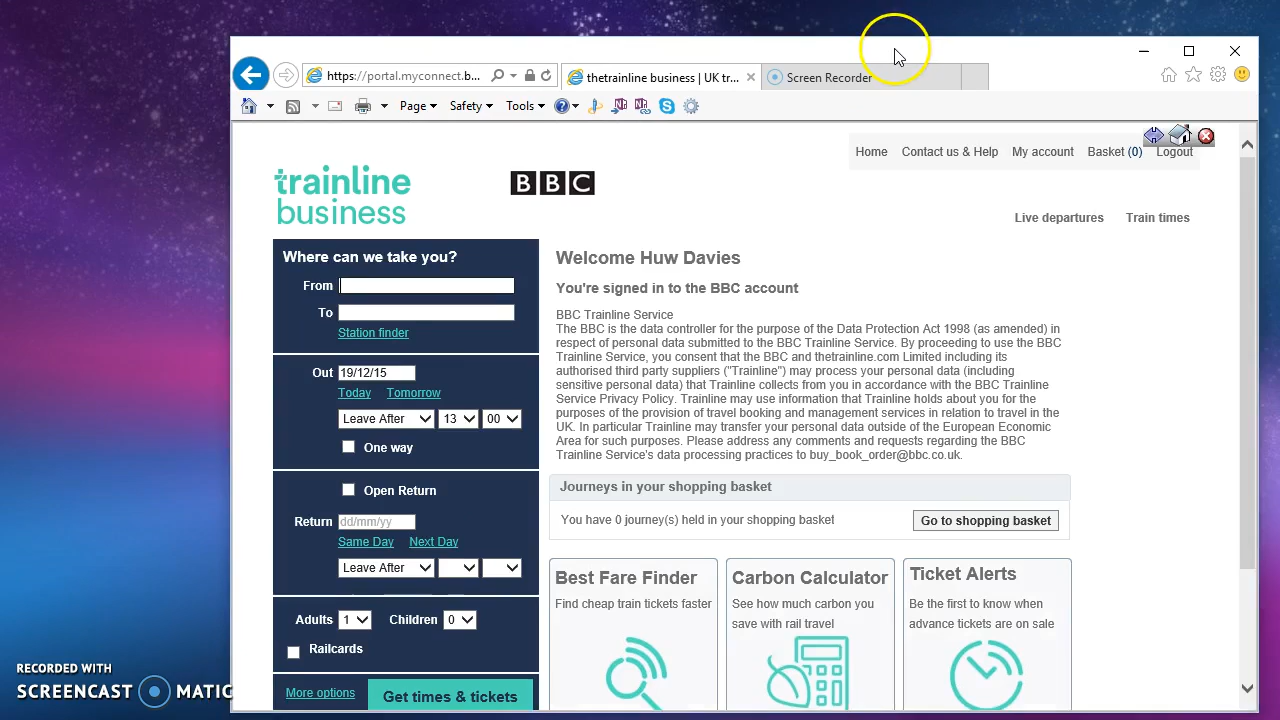 https://portal.myconnect.b...
thetrainline business | UK tr...
Screen Recorder
Page
Safety
Tools
Home
Contact us & Help
My account
Basket (0)
Logout
trainline
business
BBC
Live departures
Train times
Where can we take you?
From
To
Station finder
Out
19/12/15
Today
Tomorrow
Leave After
13
00
One way
Open Return
Return
dd/mm/yy
Same Day
Next Day
Leave After
Adults
1
Children
0
Railcards
More options
Get times & tickets
Welcome Huw Davies
You're signed in to the BBC account
BBC Trainline Service
The BBC is the data controller for the purpose of the Data Protection Act 1998 (as amended) in
respect of personal data submitted to the BBC Trainline Service. By proceeding to use the BBC
Trainline Service, you consent that the BBC and thetrainline.com Limited including its
authorised third party suppliers ("Trainline") may process your personal data (including
sensitive personal data) that Trainline collects from you in accordance with the BBC Trainline
Service Privacy Policy. Trainline may use information that Trainline holds about you for the
purposes of the provision of travel booking and management services in relation to travel in the
UK. In particular Trainline may transfer your personal data outside of the European Economic
Area for such purposes. Please address any comments and requests regarding the BBC
Trainline Service's data processing practices to buy_book_order@bbc.co.uk.
Journeys in your shopping basket
You have 0 journey(s) held in your shopping basket
Go to shopping basket
Best Fare Finder
Find cheap train tickets faster
Carbon Calculator
See how much carbon you
save with rail travel
Ticket Alerts
Be the first to know when
advance tickets are on sale
RECORDED WITH
SCREENCAST MATIC